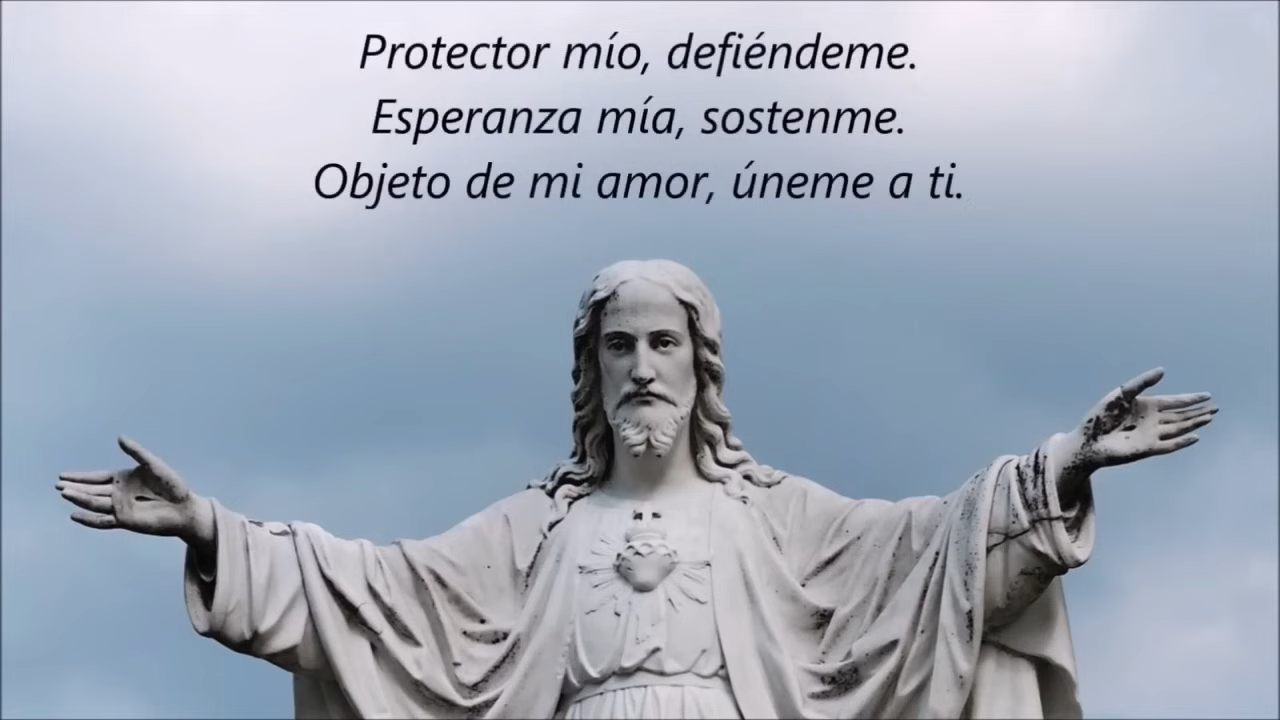 Protector mío, defiéndeme.
Esperanza mía, sostenme.
Objeto de mi amor, úneme a ti.